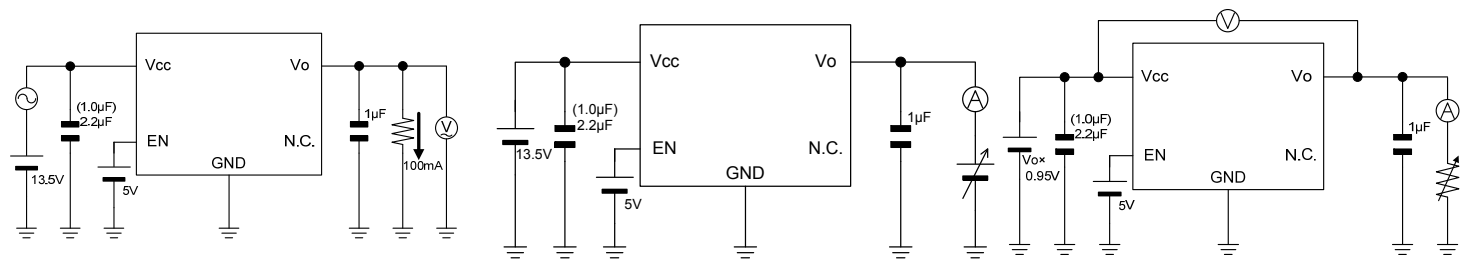 Vcc Vo
(1.0μF)
2.2μF
1μF
V
EN N.C.
100mA
GND
13.5V
5V
Vcc Vo
(1.0μF)
2.2μF
1μF
A
13.5V
EN N.C.
GND
5V
V
Vcc Vo
(1.0μF)
2.2μF
1μF
A
Vo×
0.95V
EN N.C.
GND
5V